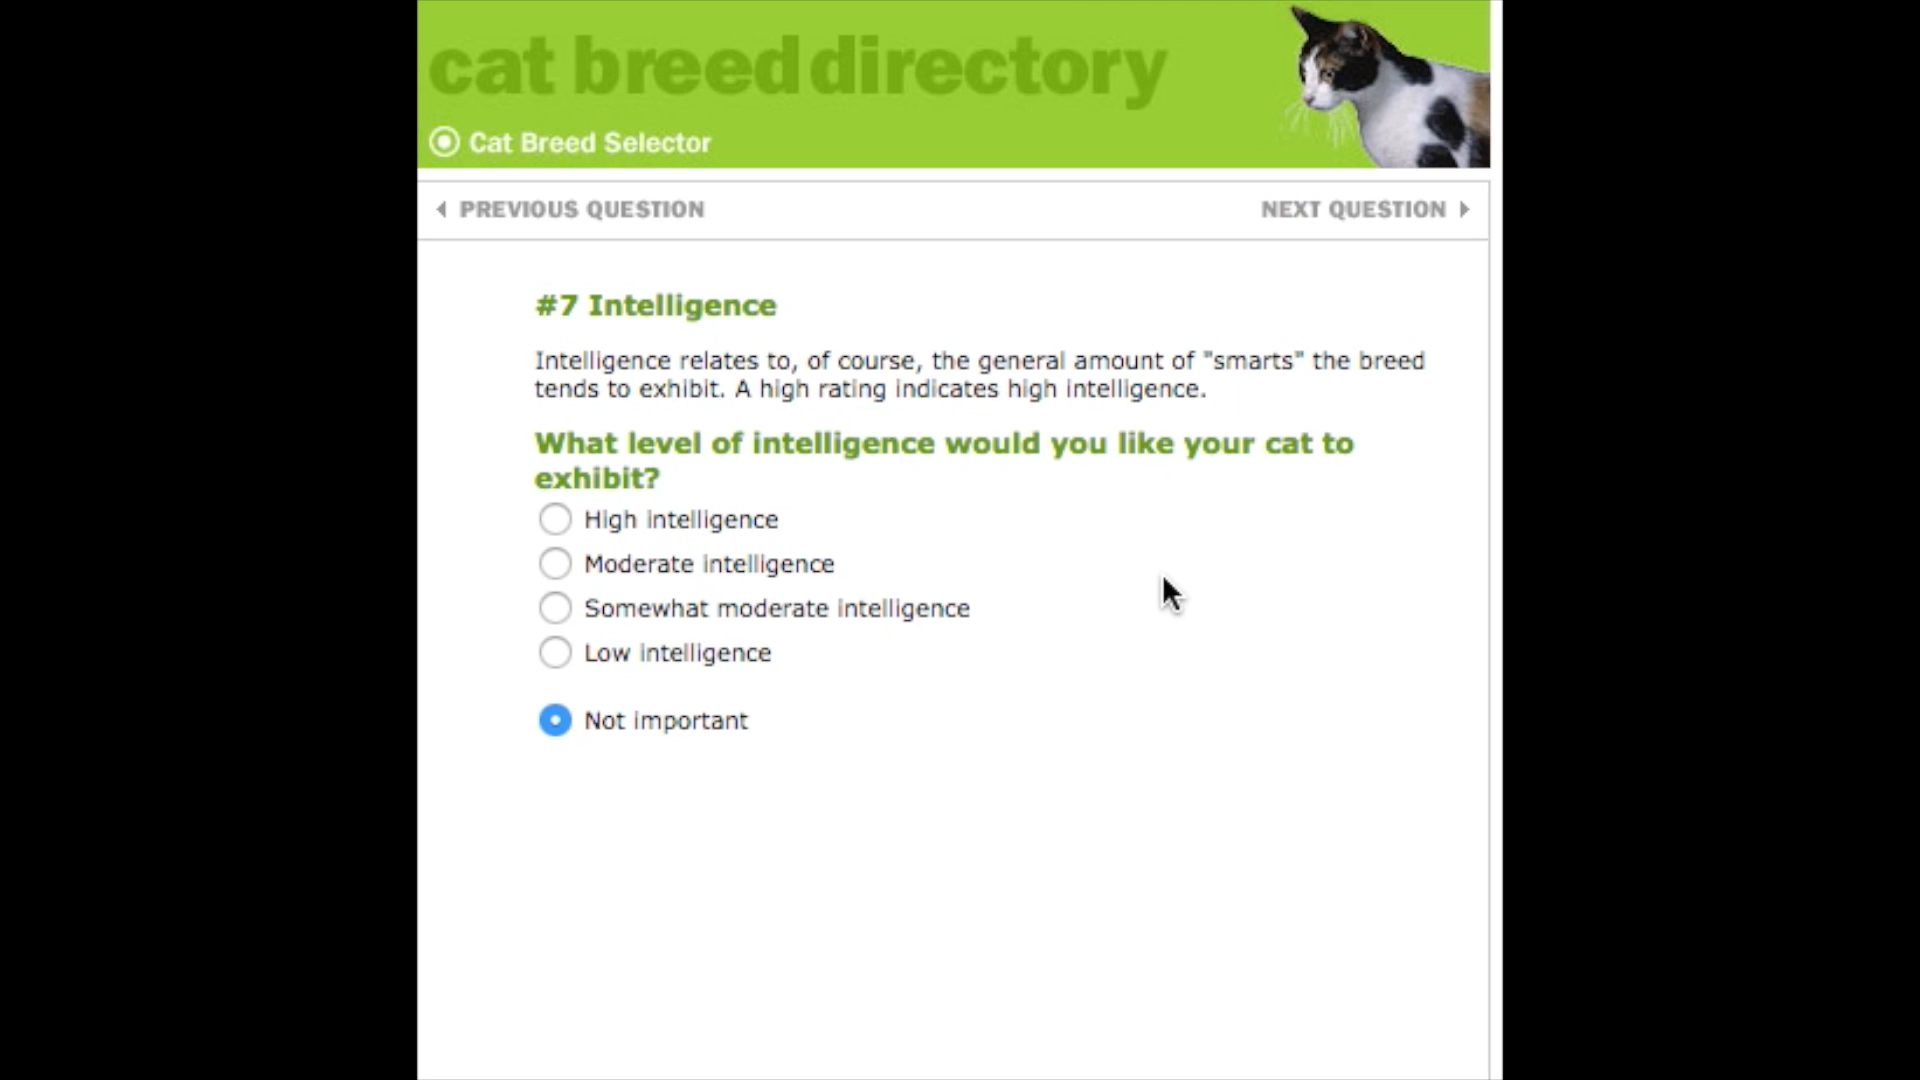 cat breed directory
Cat Breed Selector
PREVIOUS QUESTION
NEXT QUESTION
#7 Intelligence
Intelligence relates to, of course, the general amount of "smarts" the breed
tends to exhibit. A high rating indicates high intelligence.
What level of intelligence would you like your cat to
exhibit?
High intelligence
Moderate intelligence
Somewhat moderate intelligence
Low intelligence
Not important